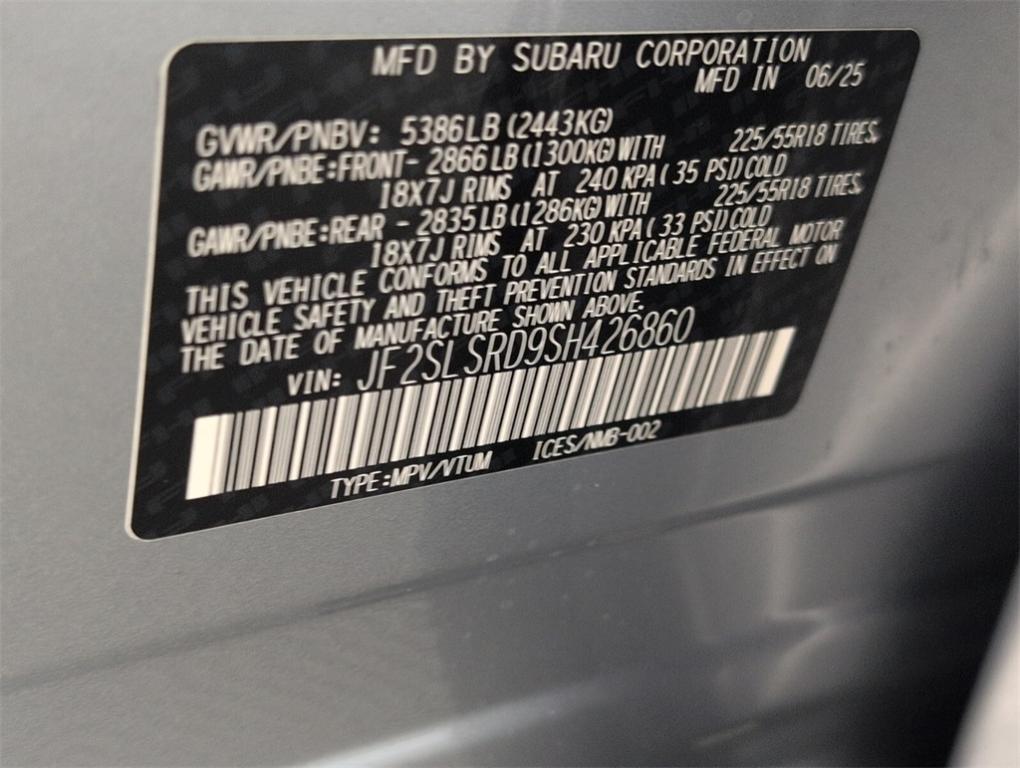 MFD BY SUBARU CORPORATION
MFD IN 06/25
GVWR/PNBV: 5386LB(2443KG)
GAWR/PNBE:FRONT- 2866LB(1300KG)WITH 225/55R18 TIRES,
18X7J RIMS AT 240 KPA( 35 PSI)COLD
GAWR/PNBE:REAR - 2835LB(1286KG)WITH 225/55R18 TIRES,
18X7J RIMS AT 230 KPA( 33 PSI)COLD
THIS VEHICLE CONFORMS TO ALL APPLICABLE FEDERAL MOTOR
VEHICLE SAFETY AND THEFT PREVENTION STANDARDS IN EFFECT ON
THE DATE OF MANUFACTURE SHOWN ABOVE.
VIN: JF2SLSRD9SH426860
TYPE:MPV/VTUM ICES/NMB-002